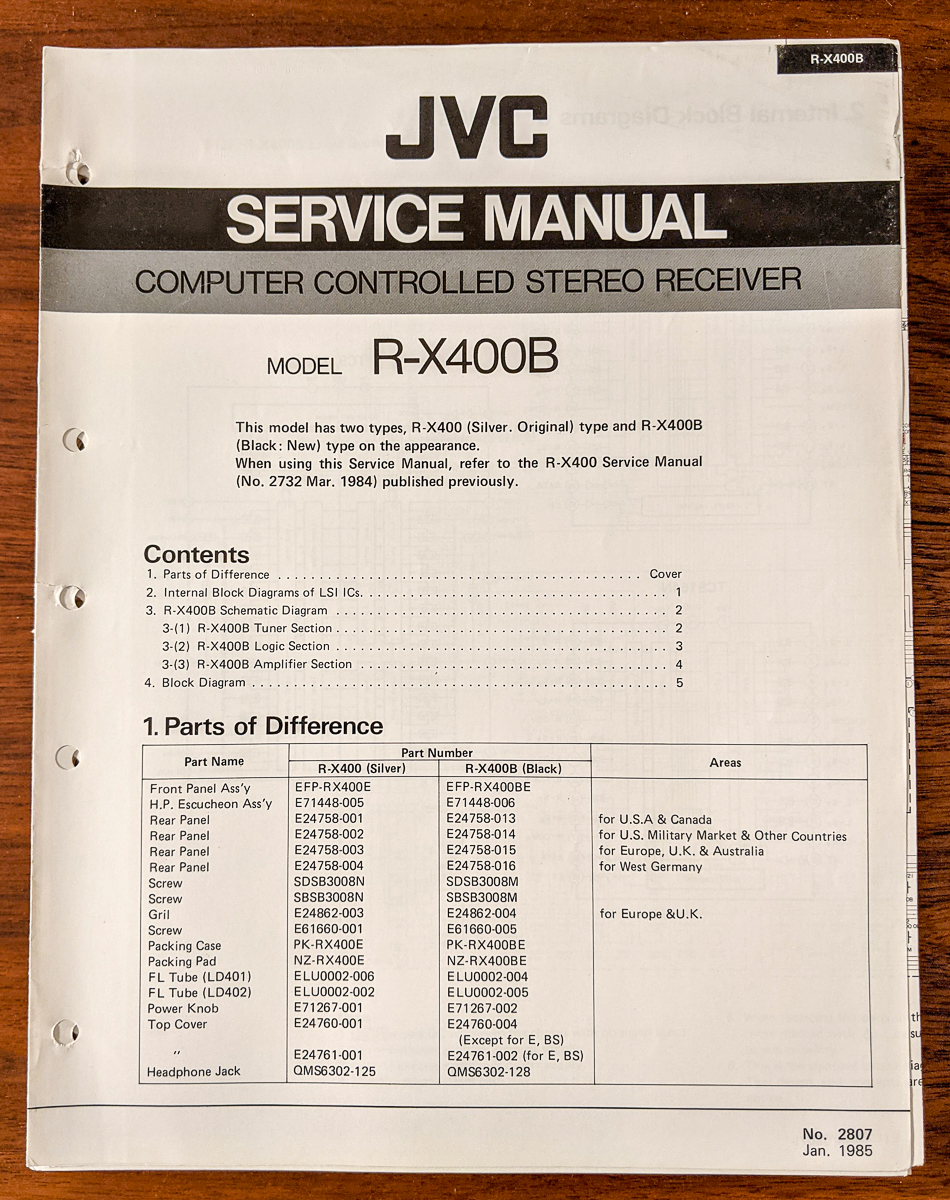 R-X400B
JVC
SERVICE MANUAL
COMPUTER CONTROLLED STEREO RECEIVER
MODEL R-X400B
This model has two types, R-X400 (Silver. Original) type and R-X400B
(Black: New) type on the appearance.
When using this Service Manual, refer to the R-X400 Service Manual
(No. 2732 Mar. 1984) published previously.
Contents
1. Parts of Difference . . . . . . . . . . . . . . . . . . . . . . . . . . . . . . . . . . . . . . . . . . . . Cover
2. Internal Block Diagrams of LSI ICs. . . . . . . . . . . . . . . . . . . . . . . . . . . . . . . . . . . . . 1
3. R-X400B Schematic Diagram . . . . . . . . . . . . . . . . . . . . . . . . . . . . . . . . . . . . . . . . 2
3-(1) R-X400B Tuner Section . . . . . . . . . . . . . . . . . . . . . . . . . . . . . . . . . . . . . . . . 2
3-(2) R-X400B Logic Section . . . . . . . . . . . . . . . . . . . . . . . . . . . . . . . . . . . . . . . . 3
3-(3) R-X400B Amplifier Section . . . . . . . . . . . . . . . . . . . . . . . . . . . . . . . . . . . . . 4
4. Block Diagram . . . . . . . . . . . . . . . . . . . . . . . . . . . . . . . . . . . . . . . . . . . . . . . . . . 5
1. Parts of Difference
Part Name Part Number Areas
R-X400 (Silver) R-X400B (Black)
Front Panel Ass'y EFP-RX400E EFP-RX400BE
H.P. Escucheon Ass'y E71448-005 E71448-006
Rear Panel E24758-001 E24758-013 for U.S.A & Canada
Rear Panel E24758-002 E24758-014 for U.S. Military Market & Other Countries
Rear Panel E24758-003 E24758-015 for Europe, U.K. & Australia
Rear Panel E24758-004 E24758-016 for West Germany
Screw SDSB3008N SDSB3008M
Screw SBSB3008N SBSB3008M
Gril E24862-003 E24862-004 for Europe &U.K.
Screw E61660-001 E61660-005
Packing Case PK-RX400E PK-RX400BE
Packing Pad NZ-RX400E NZ-RX400BE
FL Tube (LD401) ELU0002-006 ELU0002-004
FL Tube (LD402) ELU0002-002 ELU0002-005
Power Knob E71267-001 E71267-002
Top Cover E24760-001 E24760-004
(Except for E, BS)
" E24761-001 E24761-002 (for E, BS)
Headphone Jack QMS6302-125 QMS6302-128
No. 2807
Jan. 1985